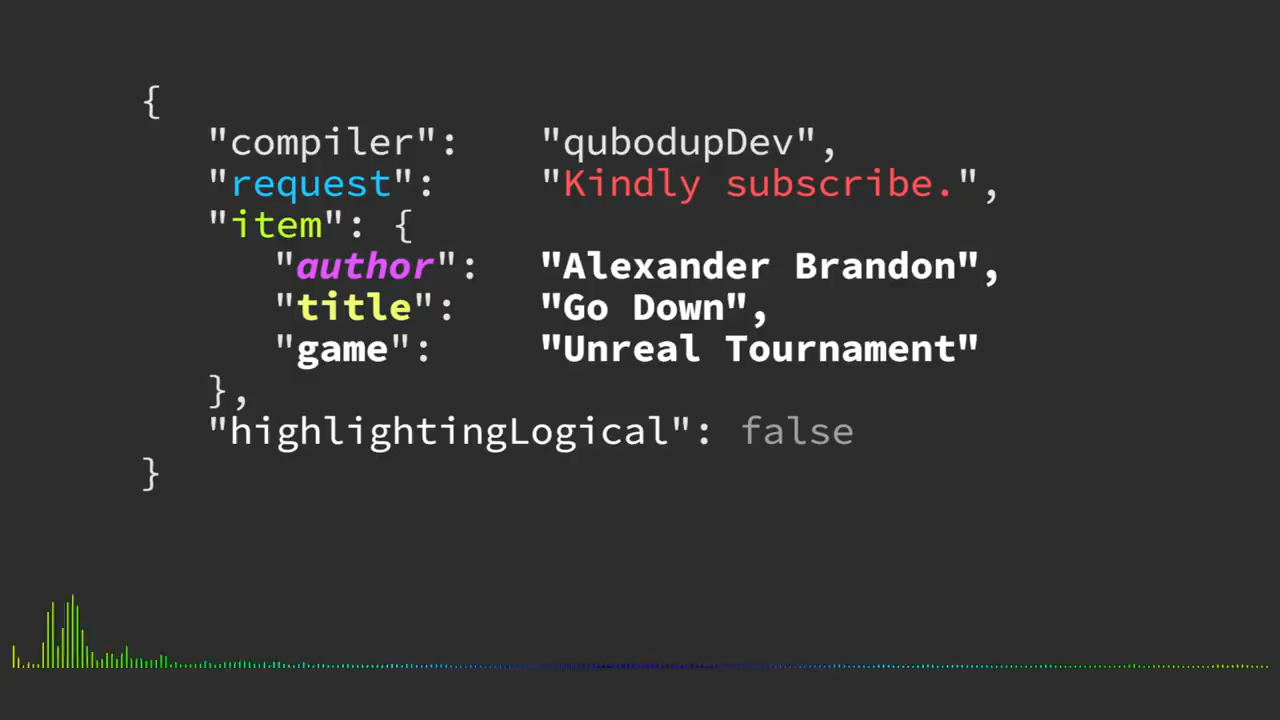 {
"compiler": "qubodupDev",
"request": "Kindly subscribe.",
"item": {
"author": "Alexander Brandon",
"title": "Go Down",
"game": "Unreal Tournament"
},
"highlightingLogical": false
}